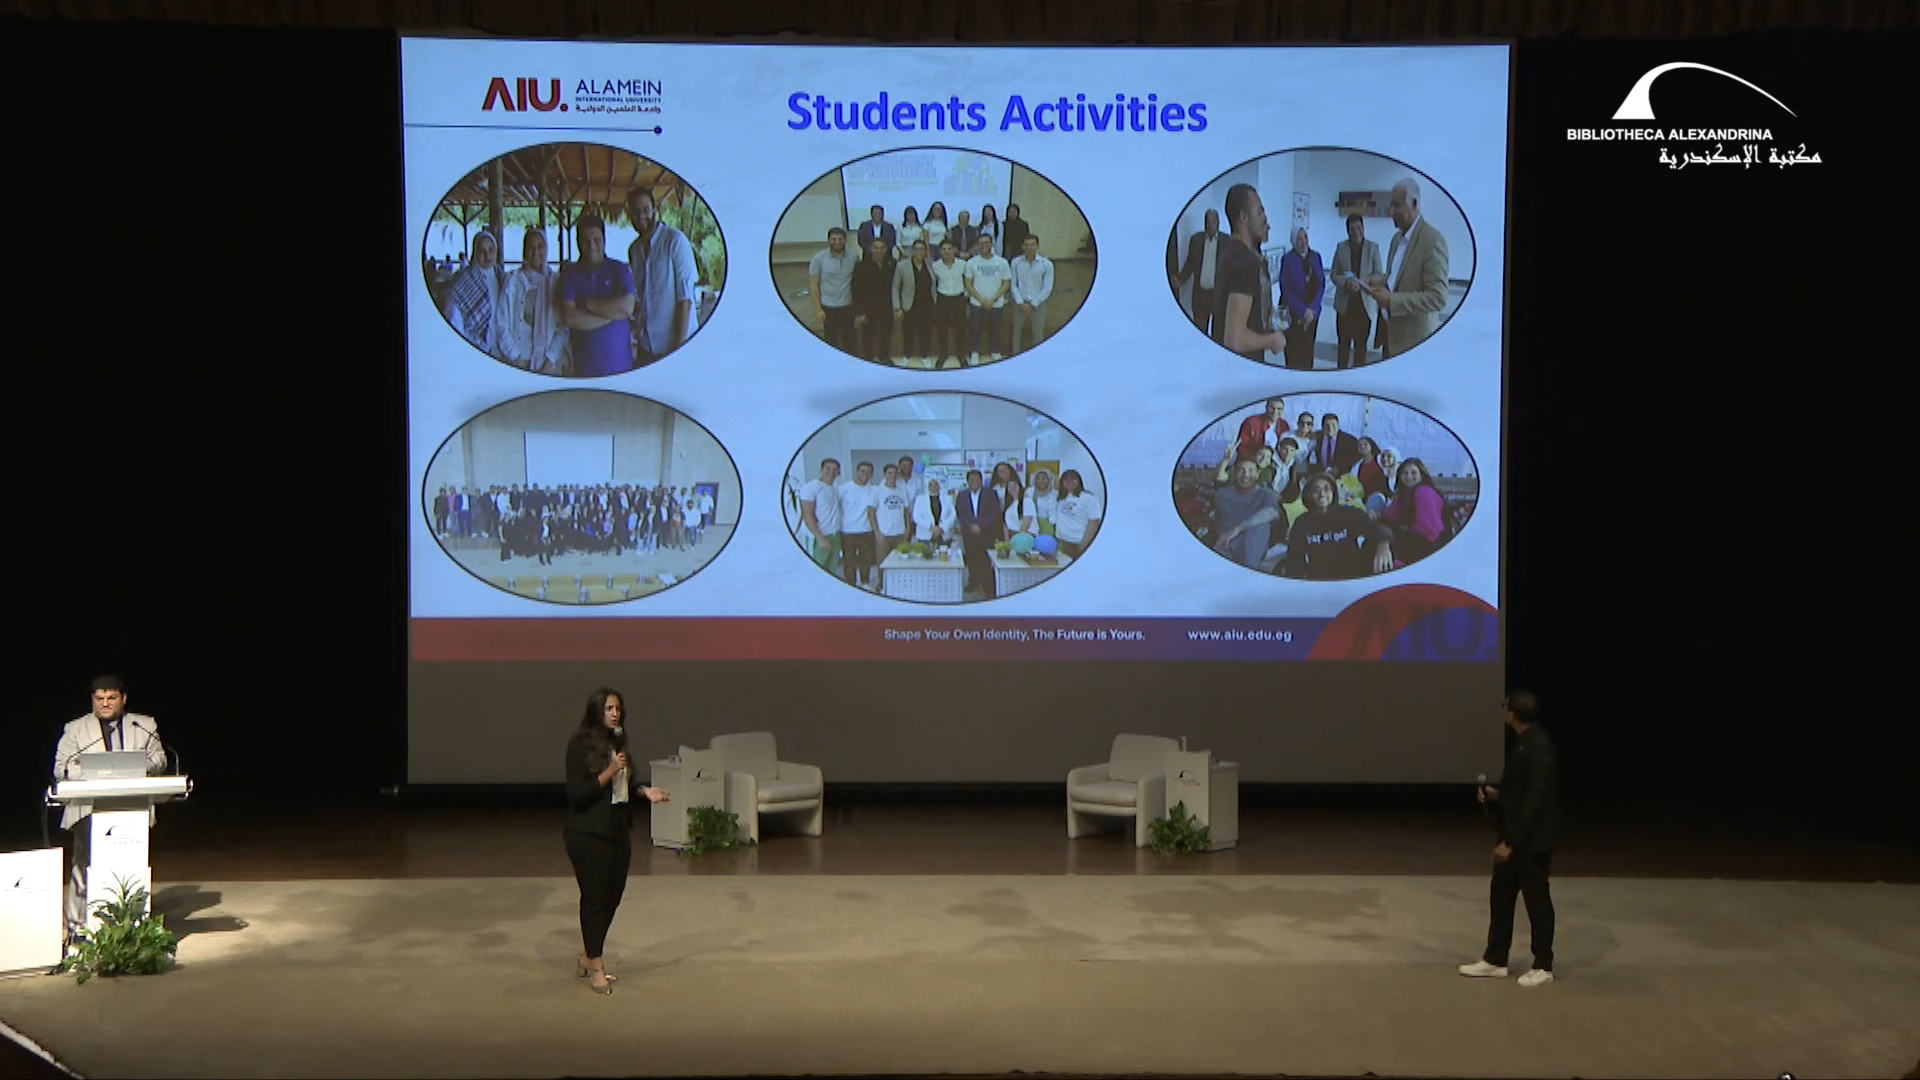 AIU.
ALAMEIN
INTERNATIONAL UNIVERSITY
جامعة العلمين الدولية
Students Activities
BIBLIOTHECA ALEXANDRINA
مكتبة الإسكندرية
Shape Your Own Identity, The Future is Yours.
www.aiu.edu.eg
AIU.